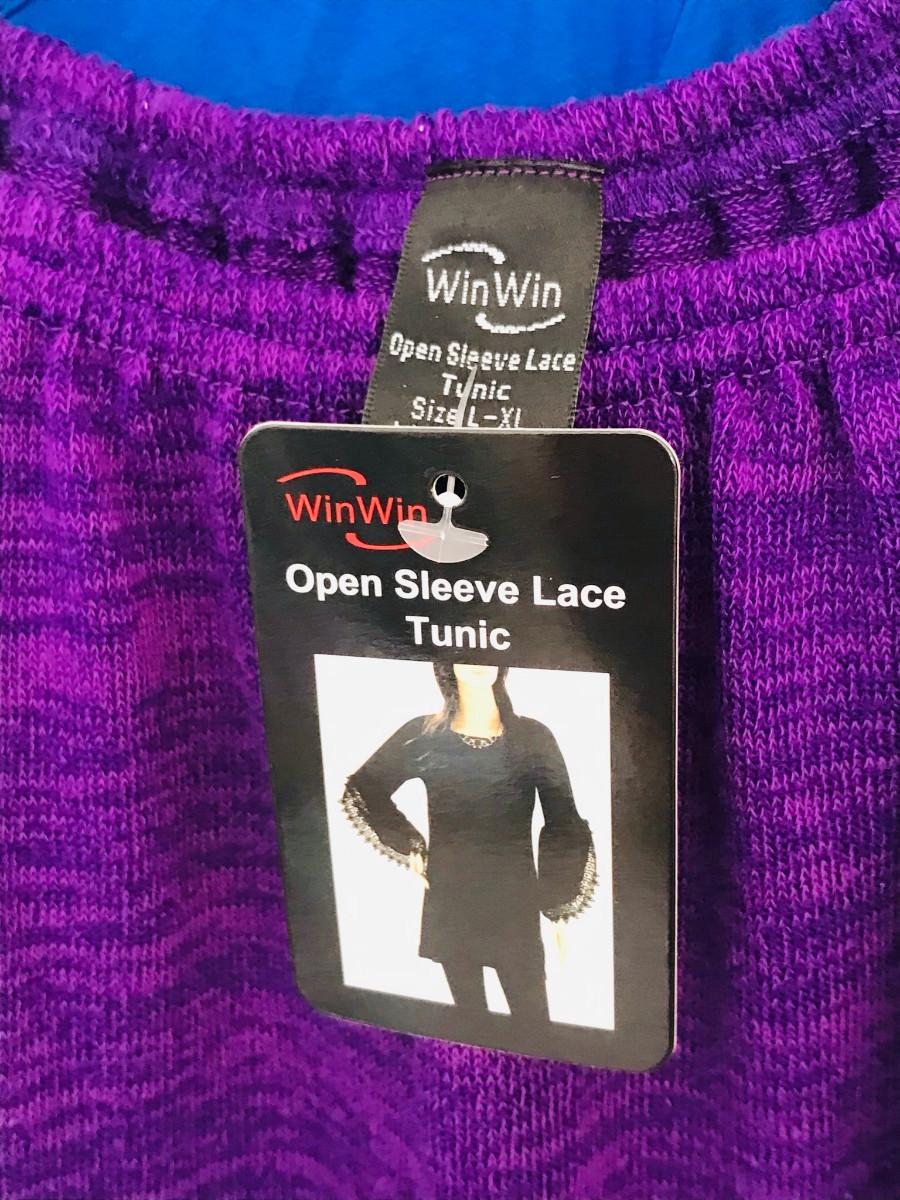 WinWin
Open Sleeve Lace
Tunic
Size L-XL
WinWin
Open Sleeve Lace
Tunic